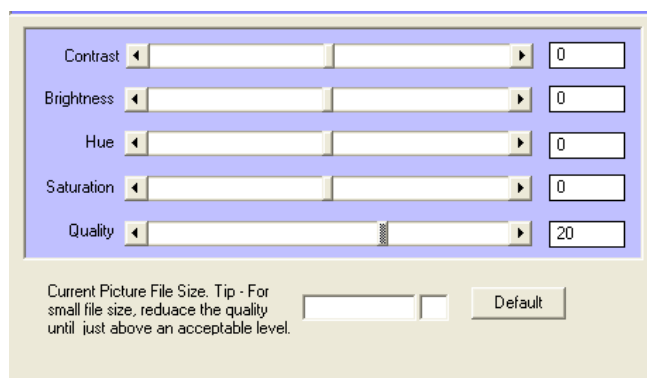 Contrast 0
Brightness 0
Hue 0
Saturation 0
Quality 20
Current Picture File Size. Tip - For
small file size, reduace the quality
until just above an acceptable level.
Default